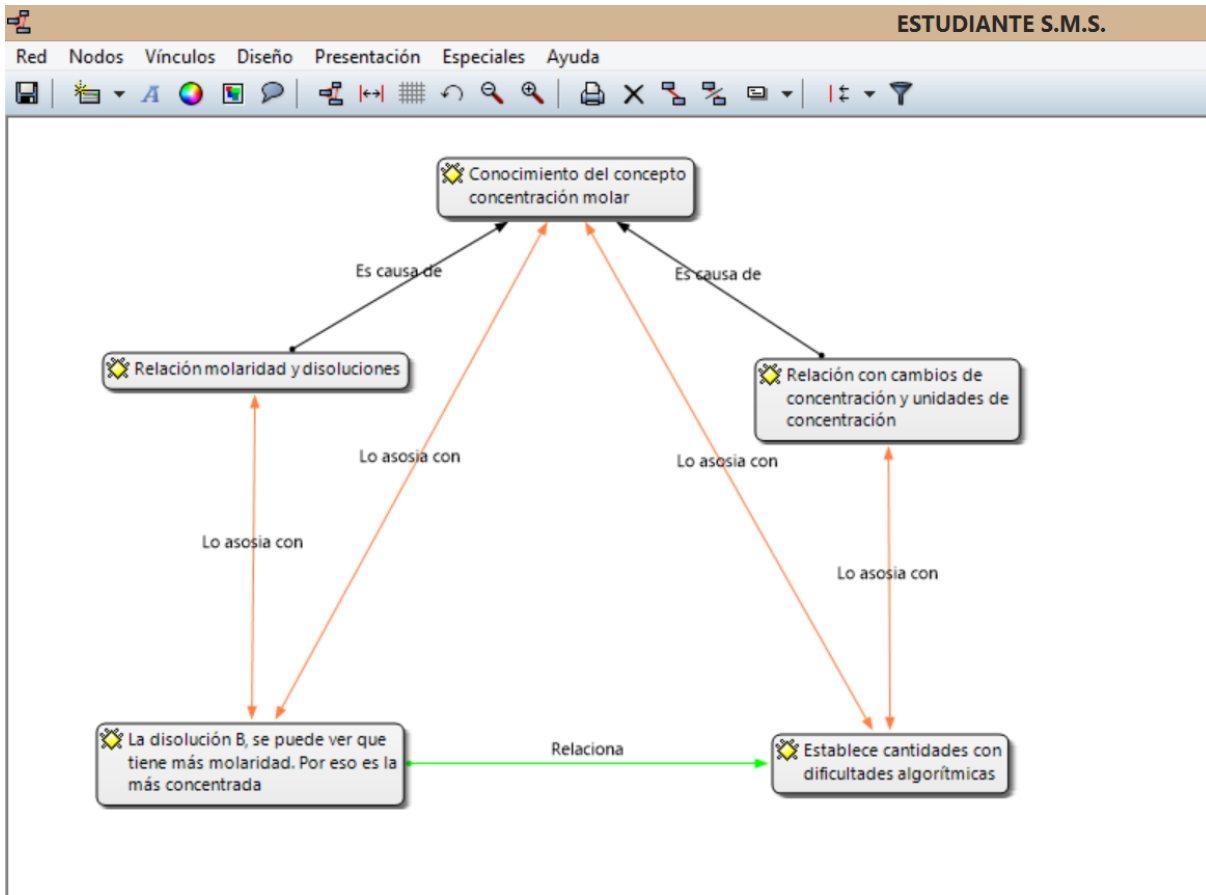 ESTUDIANTE S.M.S.
Red Nodos Vínculos Diseño Presentación Especiales Ayuda
A
Conocimiento del concepto
concentración molar
Es causa de
Es causa de
Relación molaridad y disoluciones
Relación con cambios de
concentración y unidades de
concentración
Lo asosia con
Lo asosia con
Lo asosia con
Lo asosia con
La disolución B, se puede ver que
tiene más molaridad. Por eso es la
más concentrada
Relaciona
Establece cantidades con
dificultades algorítmicas